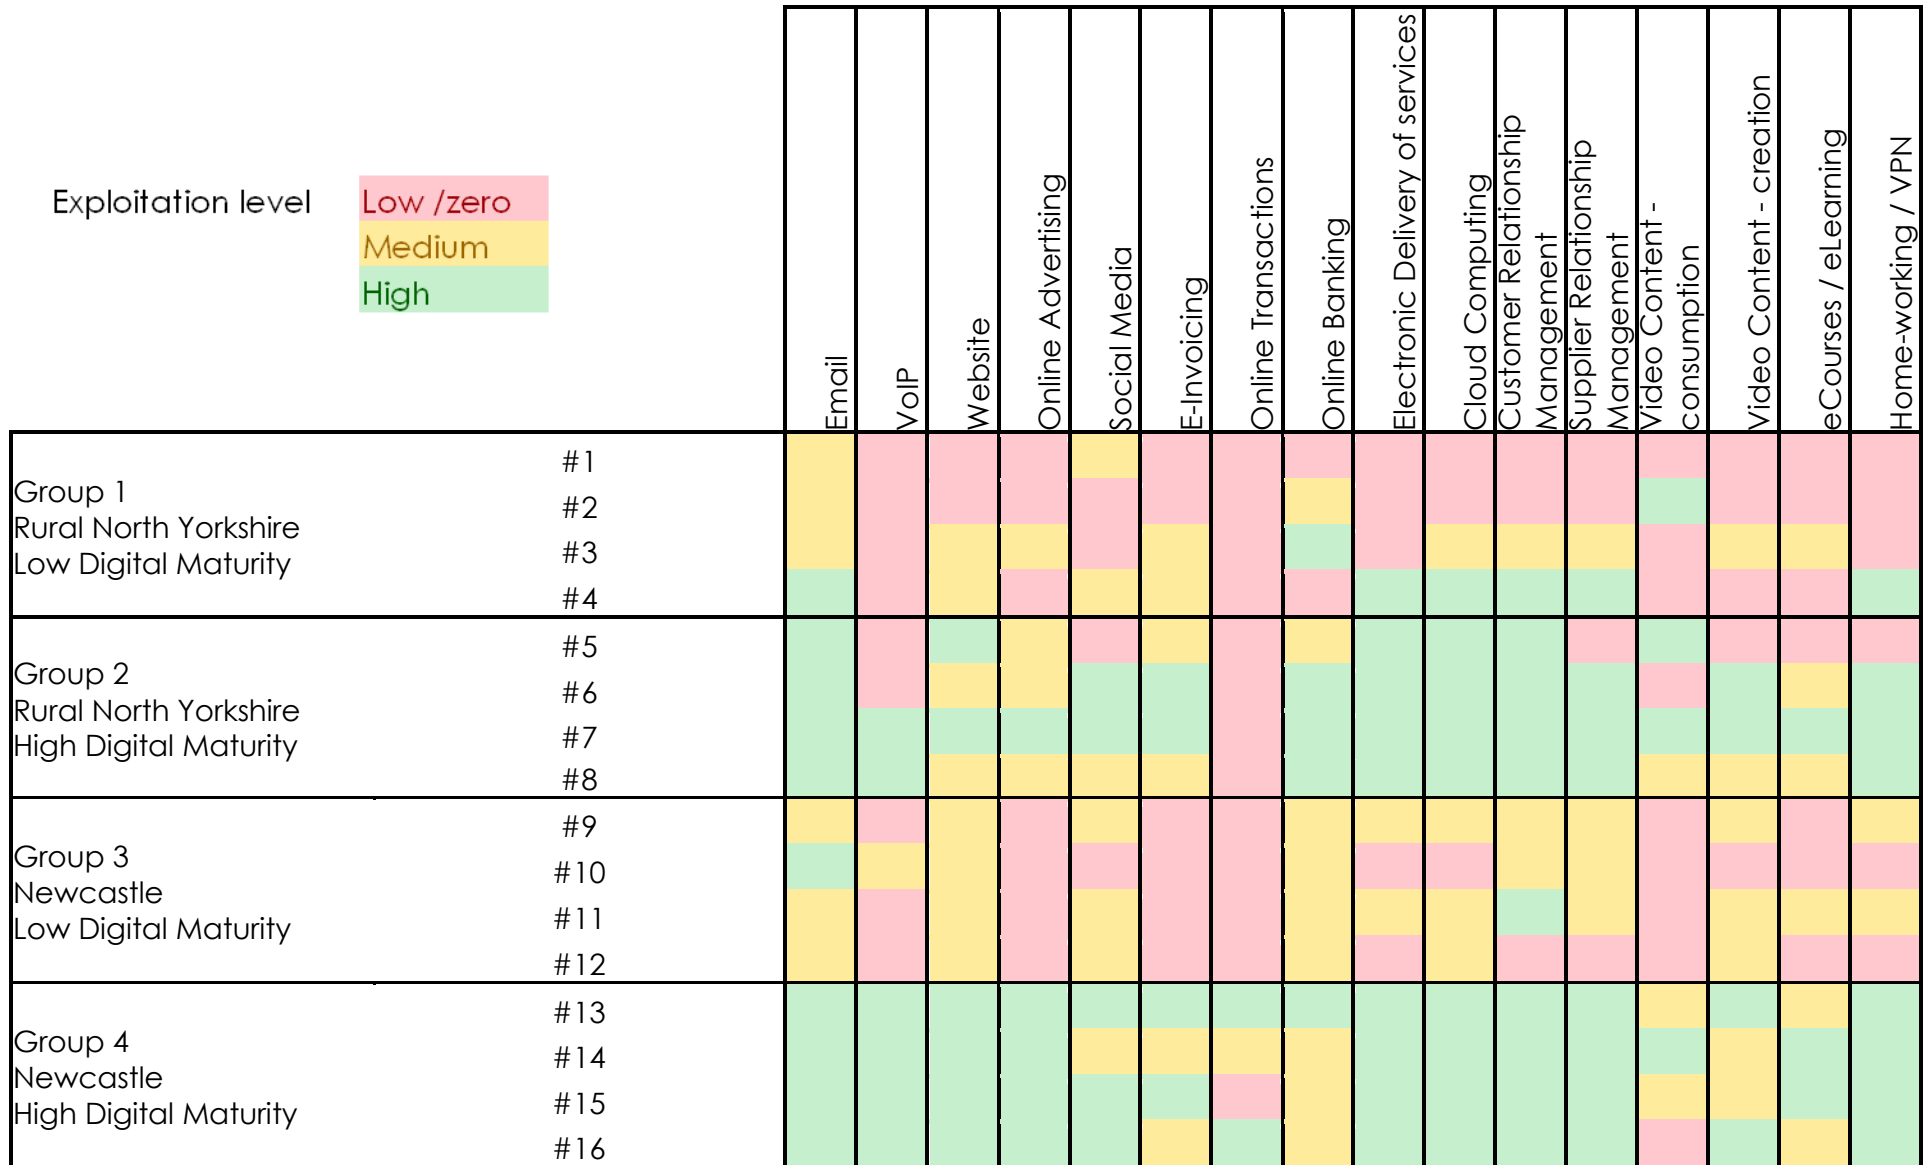 Exploitation level
Low /zero
Medium
High
Email
VoIP
Website
Online Advertising
Social Media
E-Invoicing
Online Transactions
Online Banking
Electronic Delivery of services
Cloud Computing
Customer Relationship
Management
Supplier Relationship
Management
Video Content -
consumption
Video Content - creation
eCourses / eLearning
Home-working / VPN
Group 1
Rural North Yorkshire
Low Digital Maturity
#1
#2
#3
#4
Group 2
Rural North Yorkshire
High Digital Maturity
#5
#6
#7
#8
Group 3
Newcastle
Low Digital Maturity
#9
#10
#11
#12
Group 4
Newcastle
High Digital Maturity
#13
#14
#15
#16